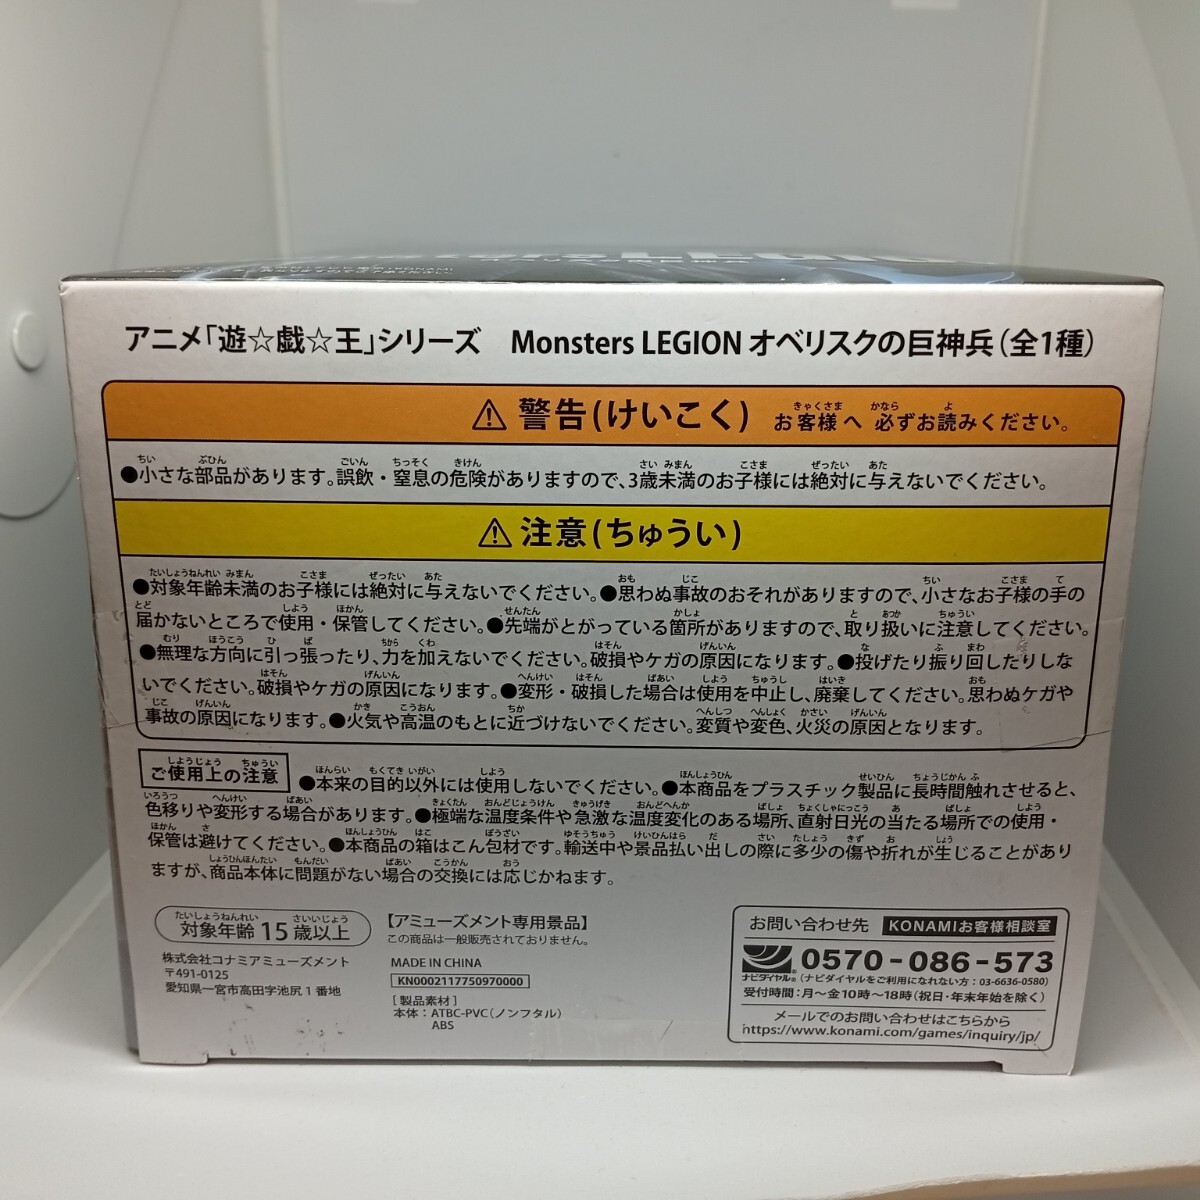 アニメ「遊☆戯☆王」シリーズ　Monsters LEGION オベリスクの巨神兵(全1種)
⚠ 警告(けいこく) お客様へ 必ずお読みください。
●小さな部品があります。誤飲・窒息の危険がありますので、3歳未満のお子様には絶対に与えないでください。
⚠ 注意(ちゅうい)
●対象年齢未満のお子様には絶対に与えないでください。●思わぬ事故のおそれがありますので、小さなお子様の手の
届かないところで使用・保管してください。●先端がとがっている箇所がありますので、取り扱いに注意してください。
●無理な方向に引っ張ったり、力を加えないでください。破損やケガの原因になります。●投げたり振り回したりしな
いでください。破損やケガの原因になります。●変形・破損した場合は使用を中止し、廃棄してください。思わぬケガや
事故の原因になります。●火気や高温のもとに近づけないでください。変質や変色、火災の原因となります。
ご使用上の注意 ●本来の目的以外には使用しないでください。●本商品をプラスチック製品に長時間触れさせると、
色移りや変形する場合があります。●極端な温度条件や急激な温度変化のある場所、直射日光の当たる場所での使用・
保管は避けてください。●本商品の箱はこん包材です。輸送中や景品払い出しの際に多少の傷や折れが生じることがあり
ますが、商品本体に問題がない場合の交換には応じかねます。
対象年齢 15歳以上
株式会社コナミアミューズメント
〒491-0125
愛知県一宮市高田字池尻1番地
【アミューズメント専用景品】
この商品は一般販売されておりません。
MADE IN CHINA
KN0002117750970000
[製品素材]
本体：ATBC-PVC(ノンフタル)
ABS
お問い合わせ先 KONAMIお客様相談室
ナビダイヤル® 0570-086-573
(ナビダイヤルをご利用になれない方：03-6636-0580)
受付時間：月〜金10時〜18時(祝日・年末年始を除く)
メールでのお問い合わせはこちらから
https://www.konami.com/games/inquiry/jp/